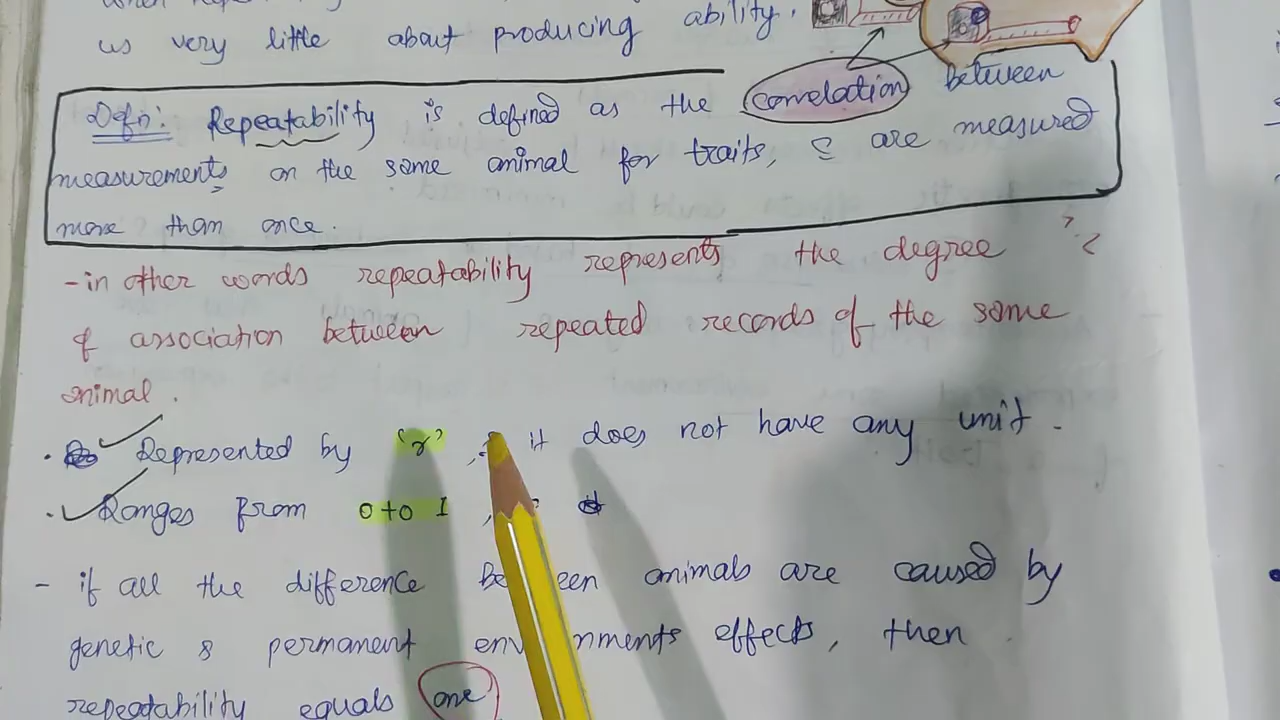 us very little about producing ability.
Defn: Repeatability is defined as the correlation between
measurements on the same animal for traits, are measured
more than once.
- in other words repeatability represents the degree
of association between repeated records of the same
animal.
. Represented by 'r', it does not have any unit.
. Ranges from 0 to 1,
- if all the difference between animals are caused by
genetic & permanent environments effects, then
repeatability equals one